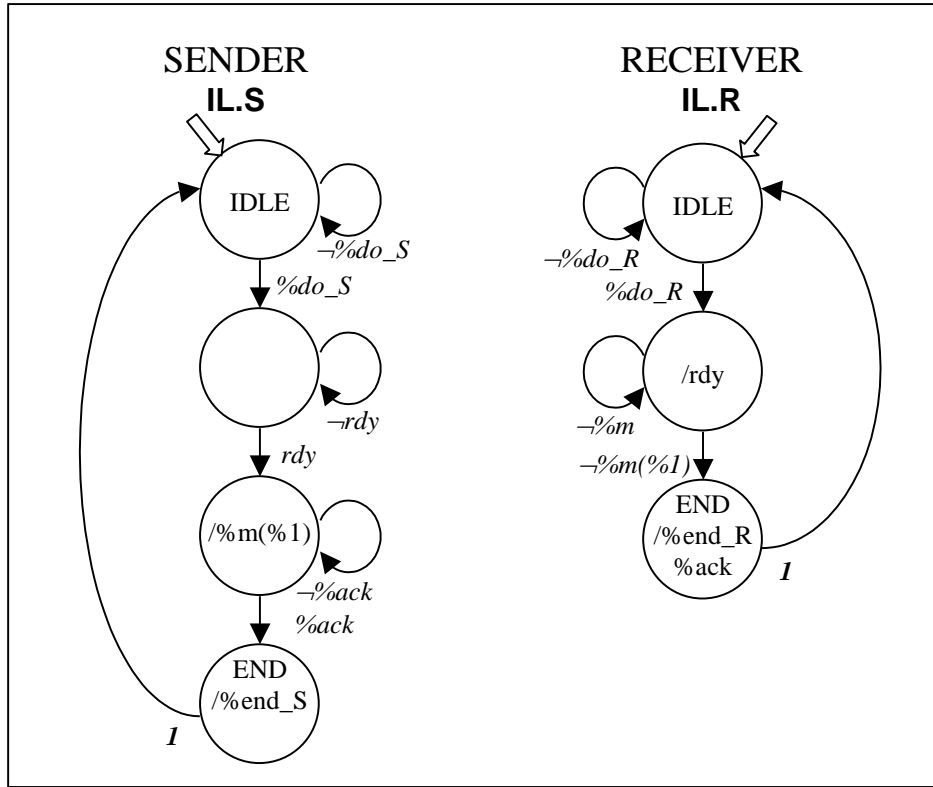 SENDER
IL.S
IDLE
¬%do_S
%do_S
¬rdy
rdy
/%m(%1)
¬%ack
%ack
END
/%end_S
1
RECEIVER
IL.R
IDLE
¬%do_R
%do_R
/rdy
¬%m
¬%m(%1)
END
/%end_R
%ack
1